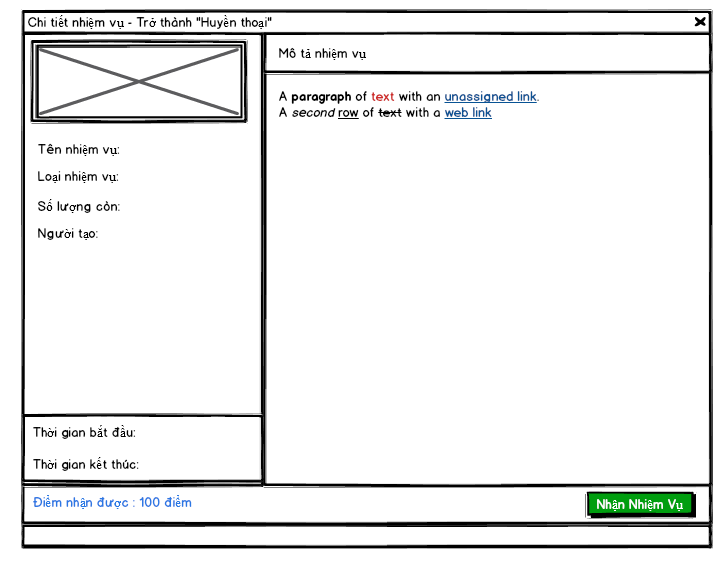 Chi tiết nhiệm vụ - Trở thành "Huyền thoại"
Tên nhiệm vụ:
Loại nhiệm vụ:
Số lượng còn:
Người tạo:
Thời gian bắt đầu:
Thời gian kết thúc:
Mô tả nhiệm vụ
A paragraph of text with an unassigned link.
A second row of text with a web link
Điểm nhận được : 100 điểm
Nhận Nhiệm Vụ